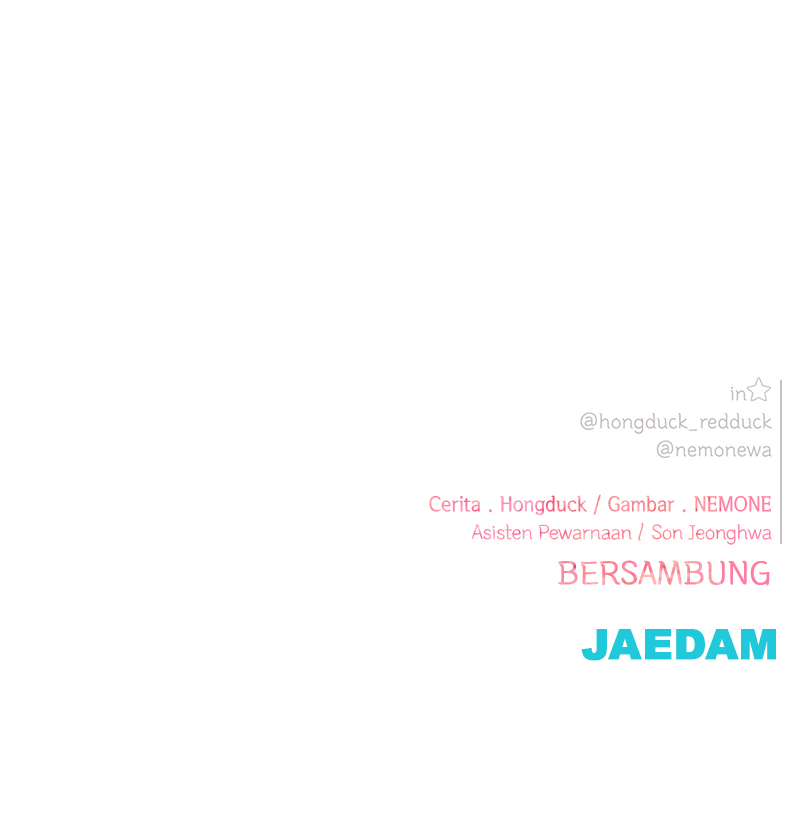 in☆
@hongduck_redduck
@nemonewa
Cerita . Hongduck / Gambar . NEMONE
Asisten Pewarnaan / Son Jeonghwa
BERSAMBUNG
JAEDAM